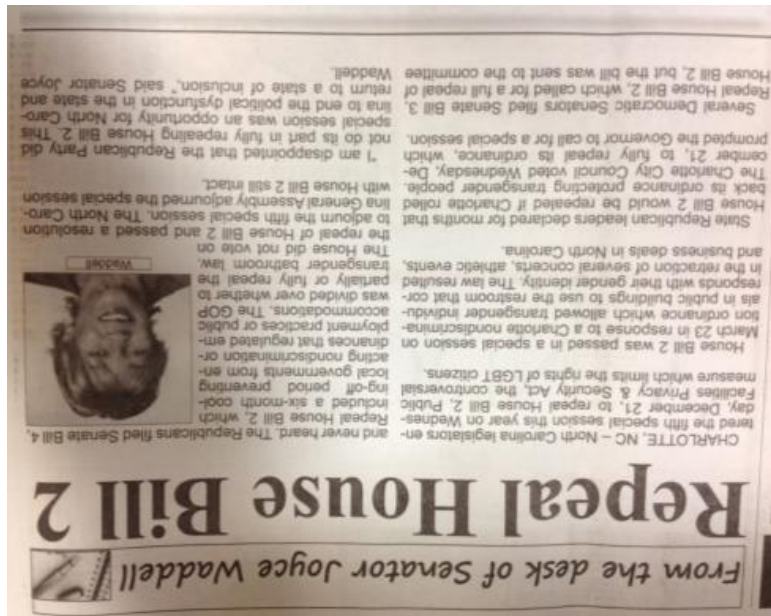 From the desk of Senator Joyce Waddell
Repeal House Bill 2
CHARLOTTE, NC – North Carolina legislators en-
tered the fifth special session this year on Wednes-
day, December 21, to repeal House Bill 2, Public
Facilities Privacy & Security Act, the controversial
measure which limits the rights of LGBT citizens.
House Bill 2 was passed in a special session on
March 23 in response to a Charlotte nondiscrimina-
tion ordinance which allowed transgender individu-
als in public buildings to use the restroom that cor-
responds with their gender identity. The law resulted
in the retraction of several concerts, athletic events,
and business deals in North Carolina.
State Republican leaders declared for months that
House Bill 2 would be repealed if Charlotte rolled
back its ordinance protecting transgender people.
The Charlotte City Council voted Wednesday, De-
cember 21, to fully repeal its ordinance, which
prompted the Governor to call for a special session.
Several Democratic Senators filed Senate Bill 3,
Repeal House Bill 2, which called for a full repeal of
House Bill 2, but the bill was sent to the committee
and never heard. The Republicans filed Senate Bill 4,
Repeal House Bill 2, which
included a six-month cool-
ing-off period preventing
local governments from en-
acting nondiscrimination or-
dinances that regulated em-
ployment practices or public
accommodations. The GOP
was divided over whether to
partially or fully repeal the
transgender bathroom law.
The House did not vote on
the repeal of House Bill 2 and passed a resolution
to adjourn the fifth special session. The North Caro-
lina General Assembly adjourned the special session
with House Bill 2 still intact.
"I am disappointed that the Republican Party did
not do its part in fully repealing House Bill 2. This
special session was an opportunity for North Caro-
lina to end the political dysfunction in the state and
return to a state of inclusion," said Senator Joyce
Waddell.
Waddell